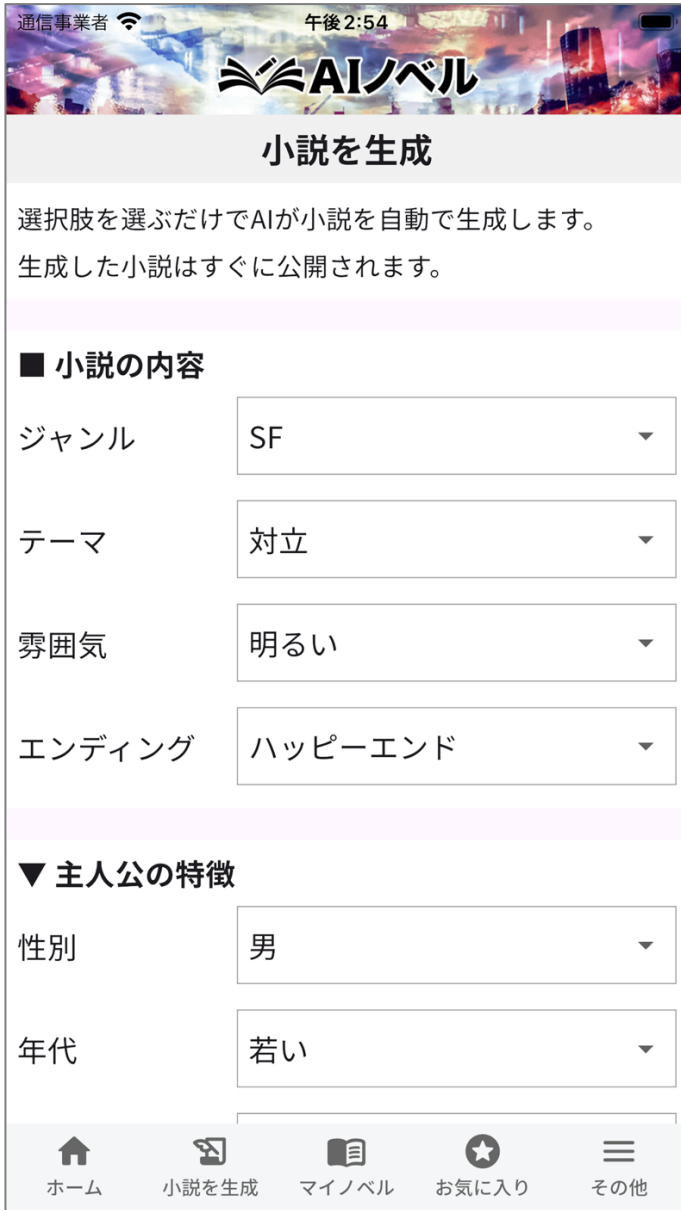 通信事業者 午後2:54
AIノベル
小説を生成
選択肢を選ぶだけでAIが小説を自動で生成します。
生成した小説はすぐに公開されます。
■ 小説の内容
ジャンル SF
テーマ 対立
雰囲気 明るい
エンディング ハッピーエンド
▼ 主人公の特徴
性別 男
年代 若い
ホーム 小説を生成 マイノベル お気に入り その他